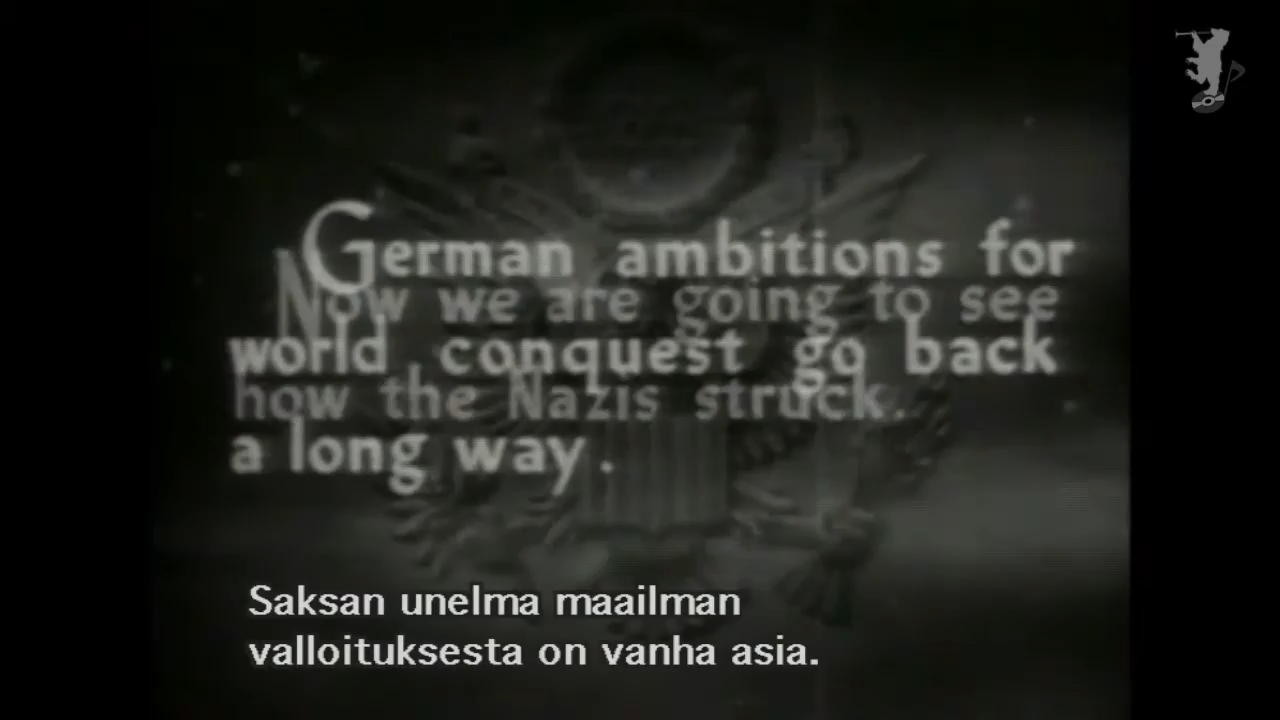 German ambitions for
world conquest go back
a long way.
Now we are going to see
how the Nazis struck.
Saksan unelma maailman
valloituksesta on vanha asia.